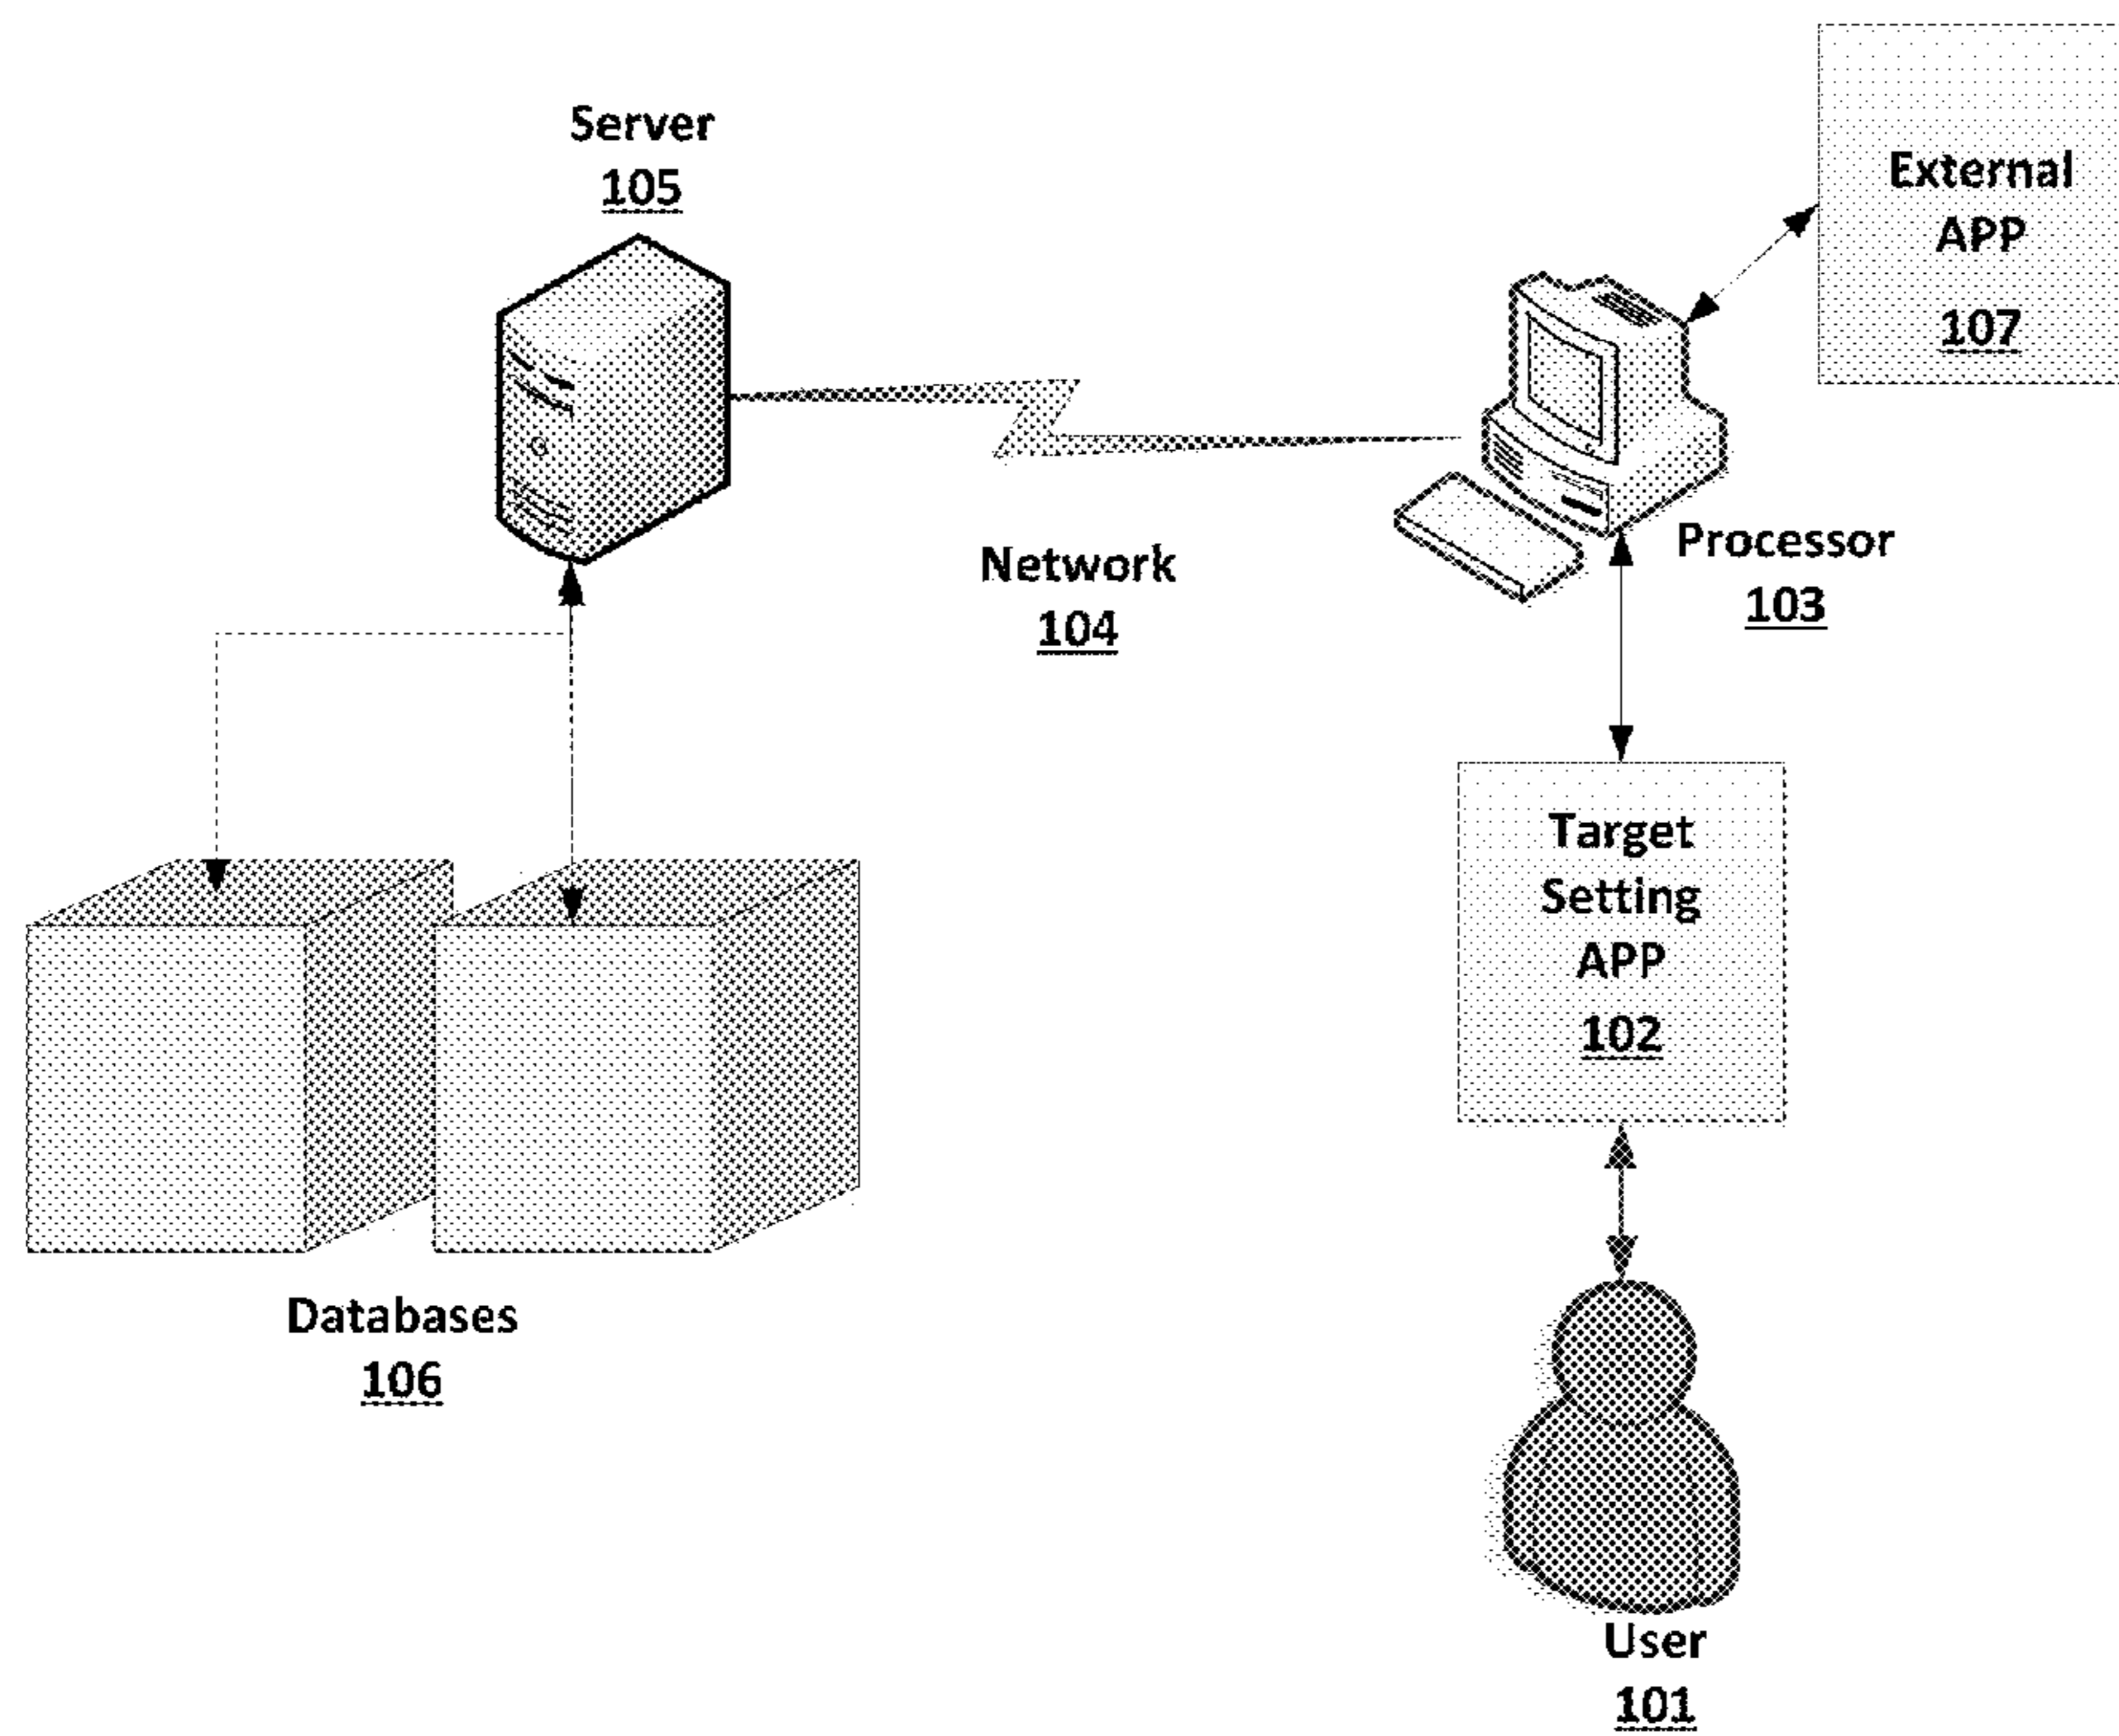 Server
105
External
APP
107
Network
104
Processor
103
Target
Setting
APP
102
Databases
106
User
101